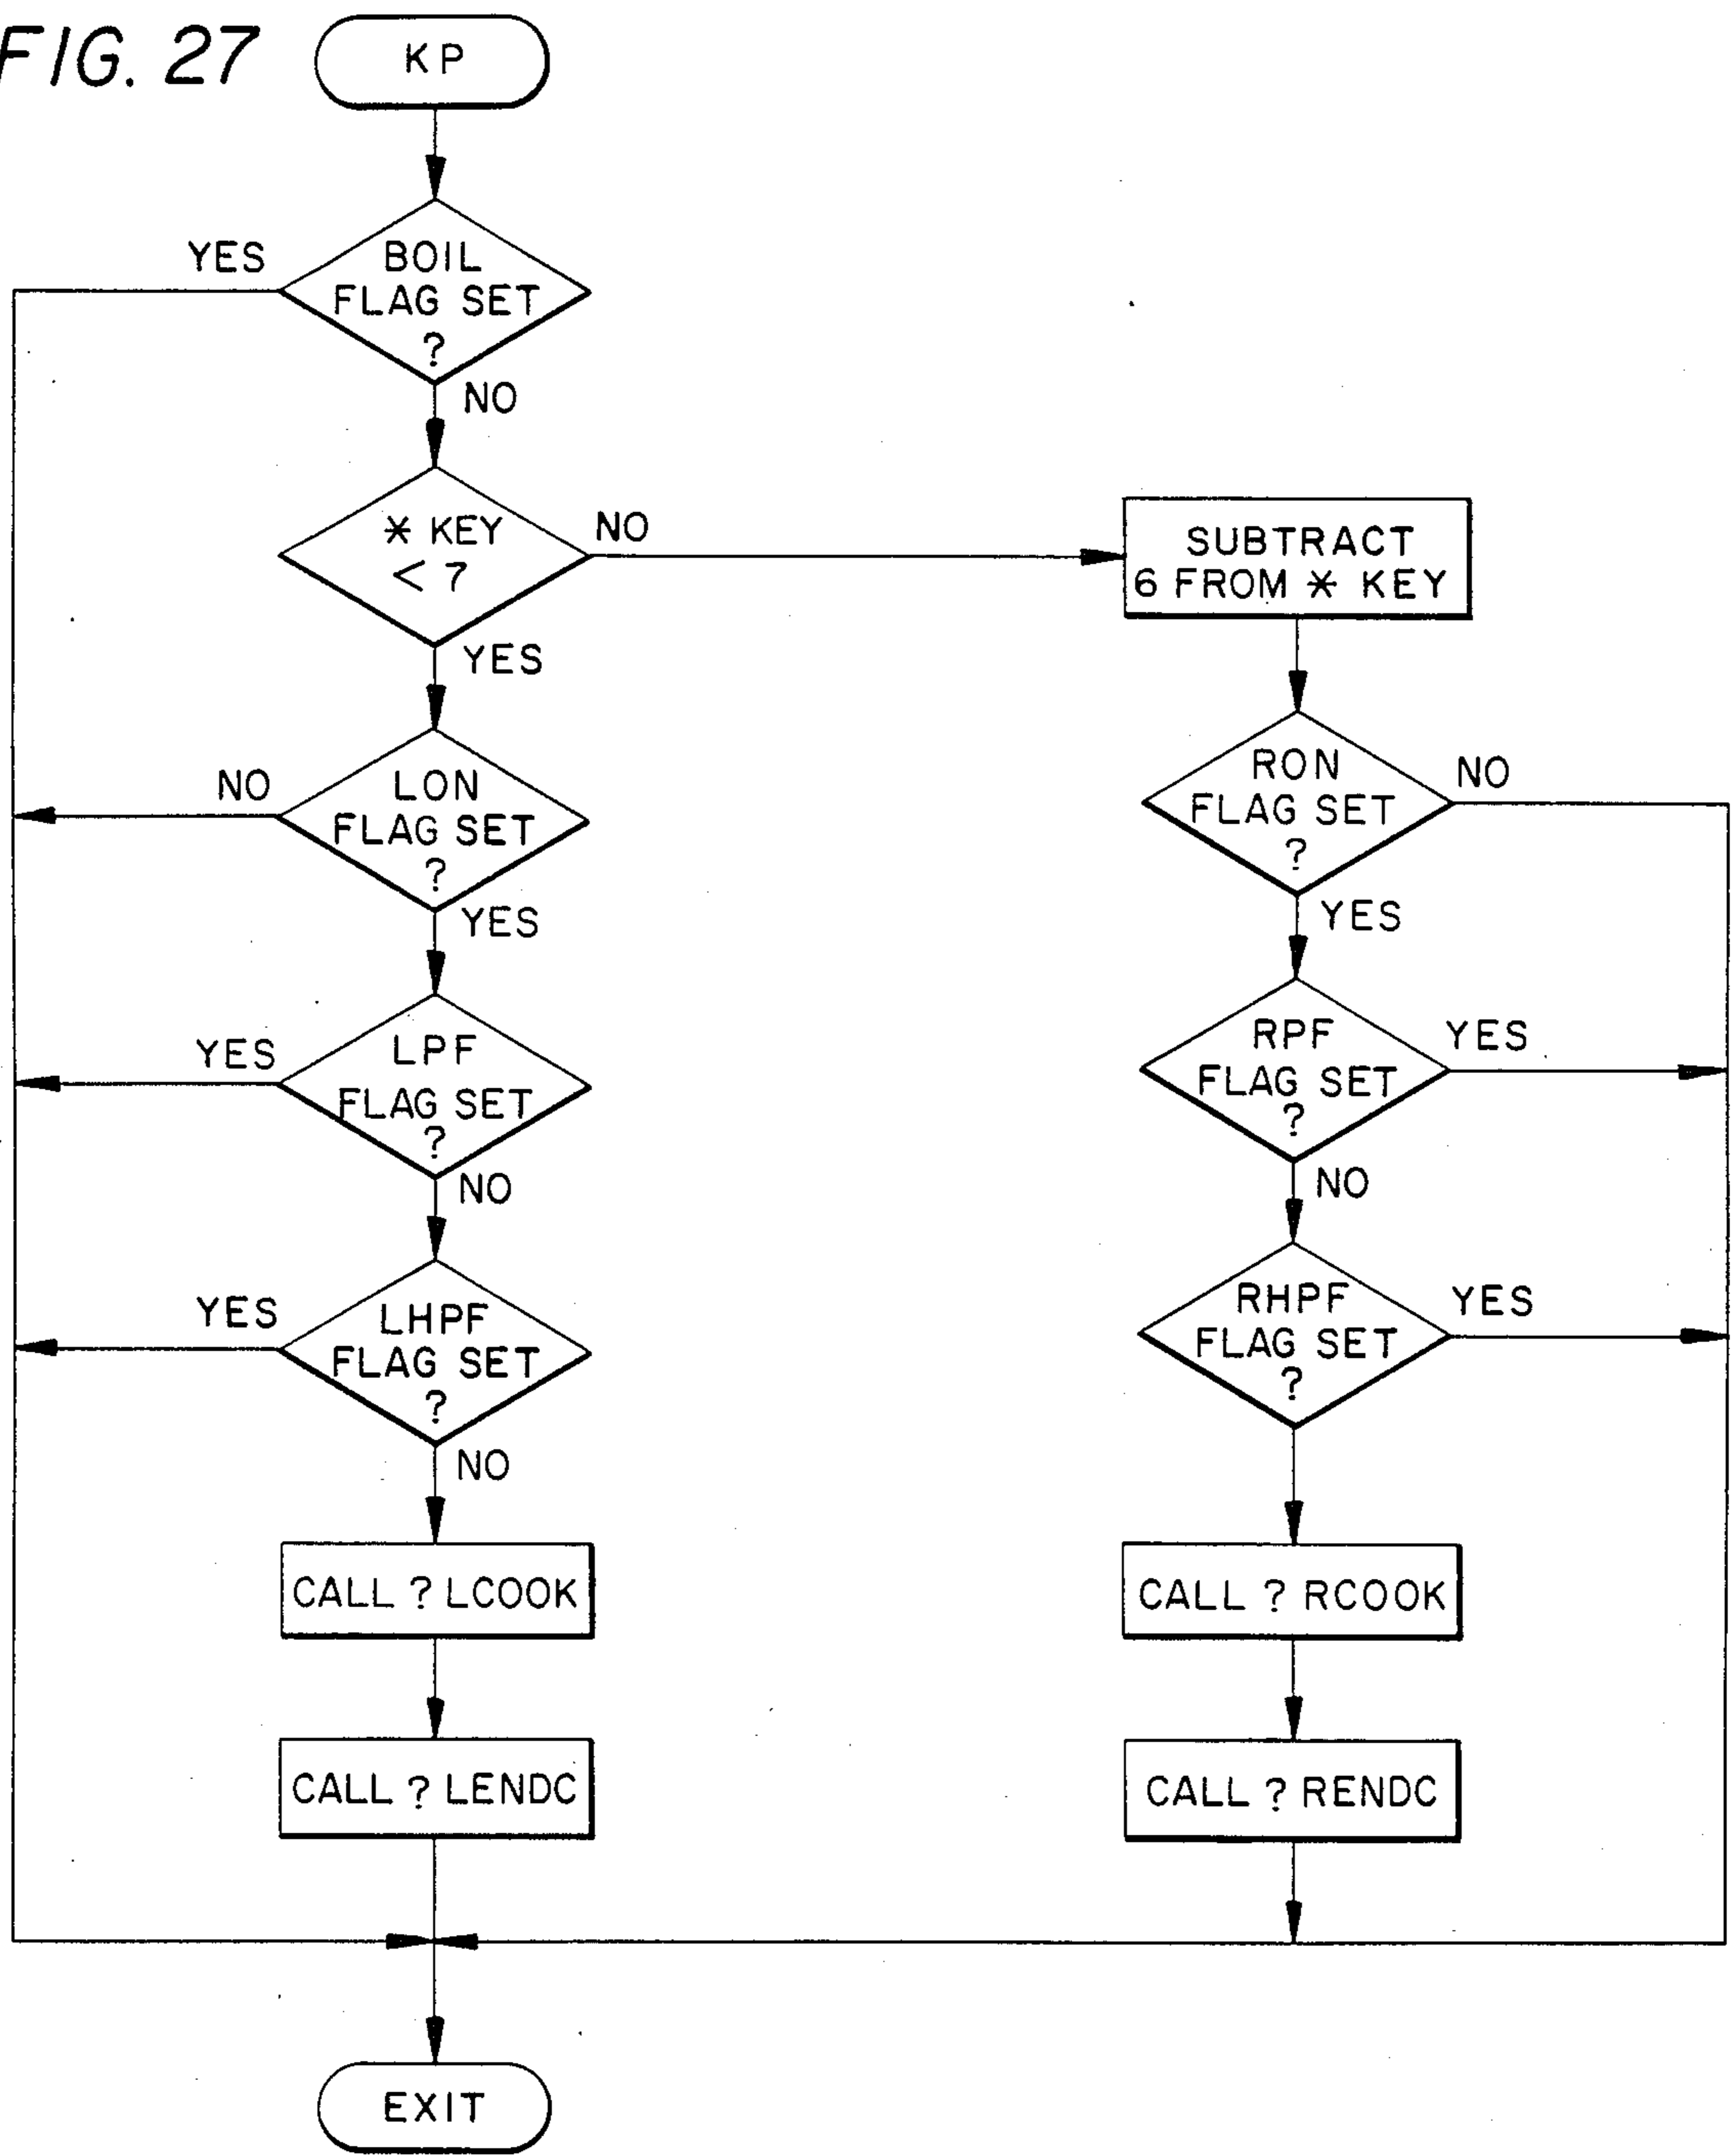 FIG. 27
KP
BOIL
FLAG SET
?
YES
NO
* KEY
< 7
NO
YES
SUBTRACT
6 FROM * KEY
LON
FLAG SET
?
NO
YES
RON
FLAG SET
?
NO
YES
LPF
FLAG SET
?
YES
NO
RPF
FLAG SET
?
YES
NO
LHPF
FLAG SET
?
YES
NO
RHPF
FLAG SET
?
YES
CALL ? LCOOK
CALL ? RCOOK
CALL ? LENDC
CALL ? RENDC
EXIT